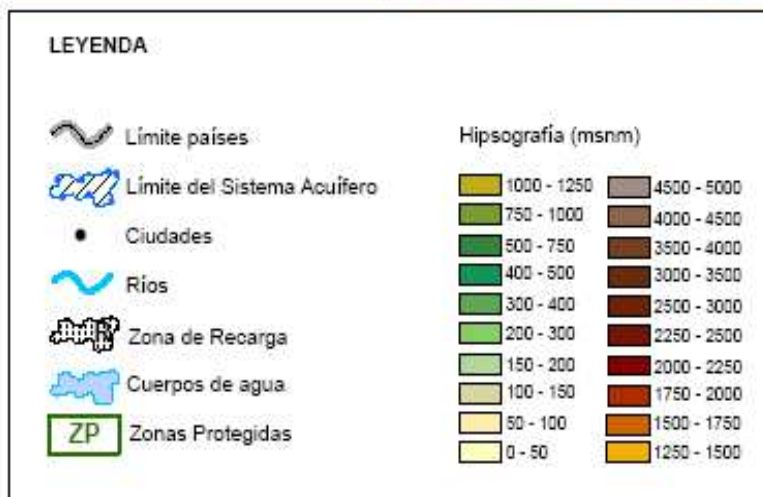 LEYENDA
Límite países
Límite del Sistema Acuífero
Ciudades
Ríos
Zona de Recarga
Cuerpos de agua
ZP Zonas Protegidas
Hipsografía (msnm)
1000 - 1250
750 - 1000
500 - 750
400 - 500
300 - 400
200 - 300
150 - 200
100 - 150
50 - 100
0 - 50
4500 - 5000
4000 - 4500
3500 - 4000
3000 - 3500
2500 - 3000
2250 - 2500
2000 - 2250
1750 - 2000
1500 - 1750
1250 - 1500